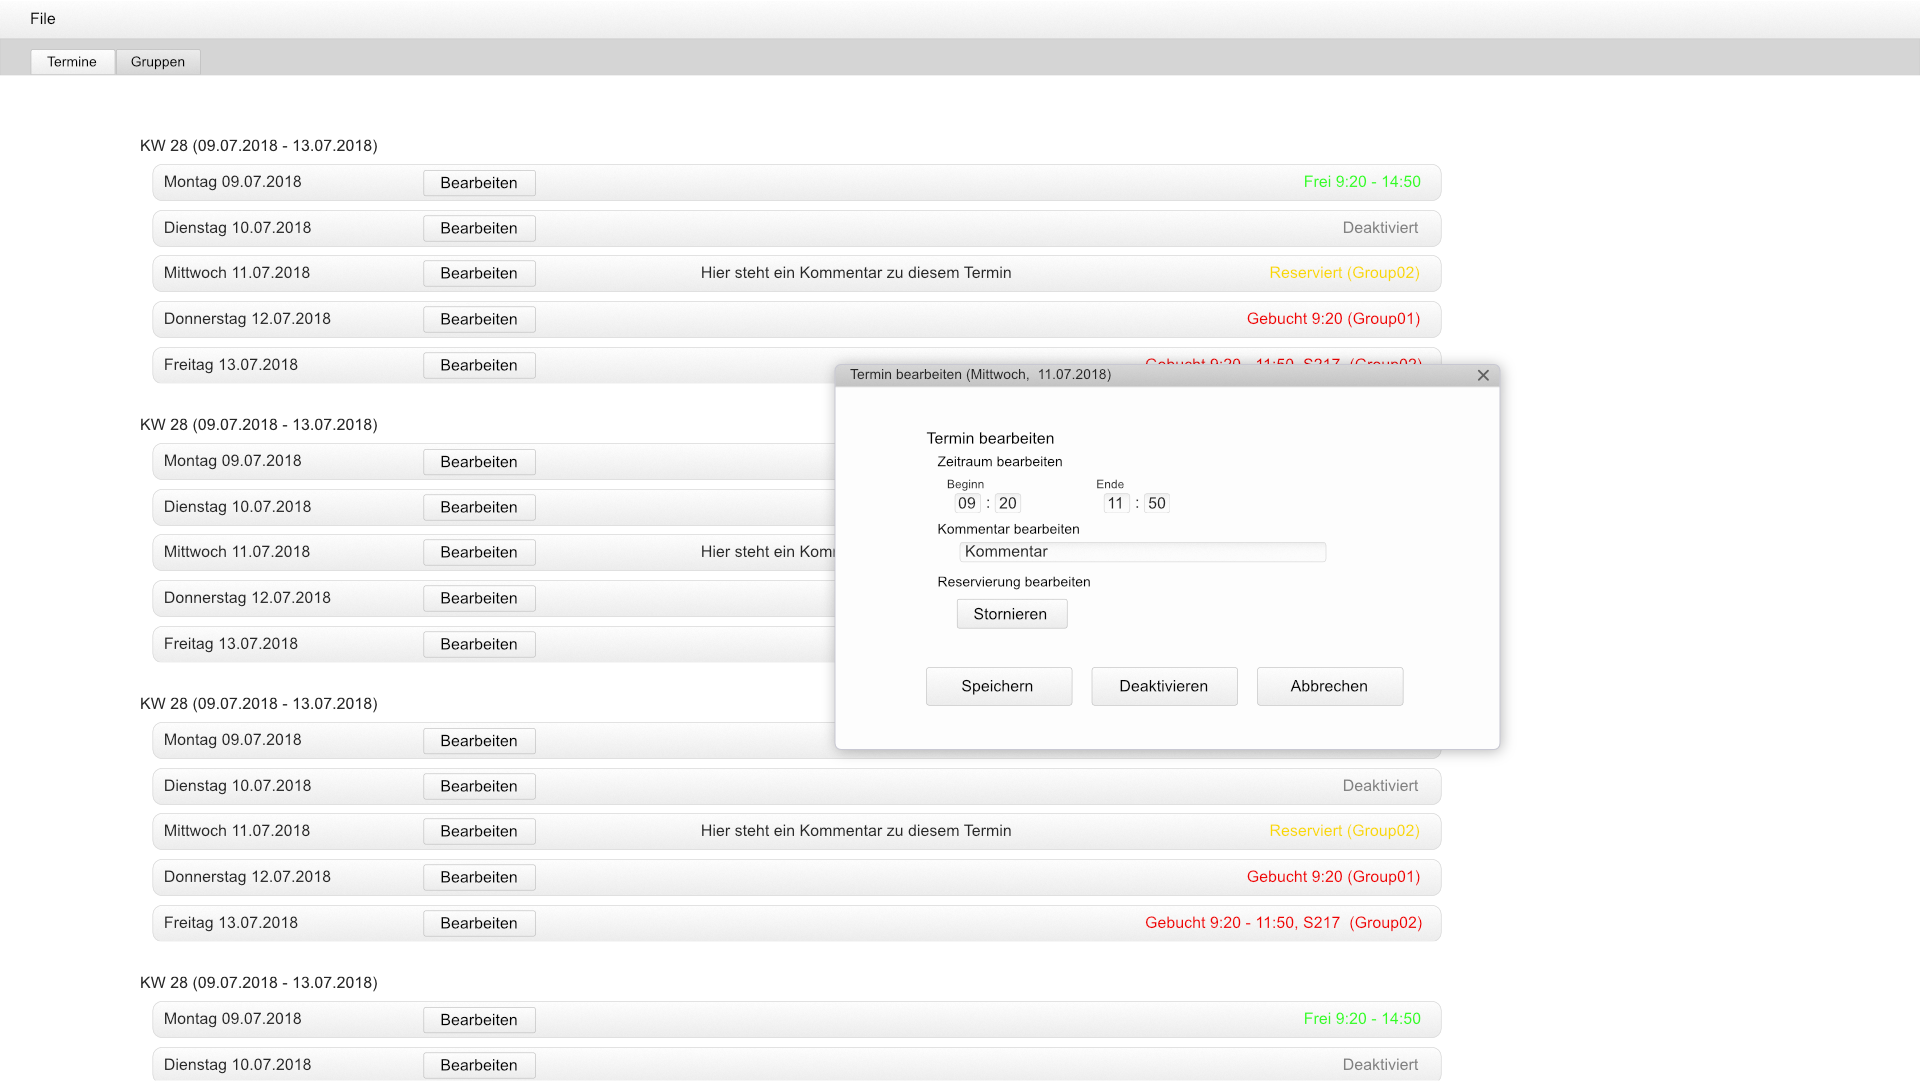 File
Termine Gruppen
KW 28 (09.07.2018 - 13.07.2018)
Montag 09.07.2018 Bearbeiten Frei 9:20 - 14:50
Dienstag 10.07.2018 Bearbeiten Deaktiviert
Mittwoch 11.07.2018 Bearbeiten Hier steht ein Kommentar zu diesem Termin Reserviert (Group02)
Donnerstag 12.07.2018 Bearbeiten Gebucht 9:20 (Group01)
Freitag 13.07.2018 Bearbeiten Gebucht 9:20 - 11:50, S217 (Group02)
KW 28 (09.07.2018 - 13.07.2018)
Montag 09.07.2018 Bearbeiten
Dienstag 10.07.2018 Bearbeiten
Mittwoch 11.07.2018 Bearbeiten Hier steht ein
Donnerstag 12.07.2018 Bearbeiten
Freitag 13.07.2018 Bearbeiten
Termin bearbeiten (Mittwoch, 11.07.2018)
Termin bearbeiten
Zeitraum bearbeiten
Beginn Ende
09 : 20 11 : 50
Kommentar bearbeiten
Kommentar
Reservierung bearbeiten
Stornieren
Speichern Deaktivieren Abbrechen
KW 28 (09.07.2018 - 13.07.2018)
Montag 09.07.2018 Bearbeiten
Dienstag 10.07.2018 Bearbeiten Deaktiviert
Mittwoch 11.07.2018 Bearbeiten Hier steht ein Kommentar zu diesem Termin Reserviert (Group02)
Donnerstag 12.07.2018 Bearbeiten Gebucht 9:20 (Group01)
Freitag 13.07.2018 Bearbeiten Gebucht 9:20 - 11:50, S217 (Group02)
KW 28 (09.07.2018 - 13.07.2018)
Montag 09.07.2018 Bearbeiten Frei 9:20 - 14:50
Dienstag 10.07.2018 Bearbeiten Deaktiviert